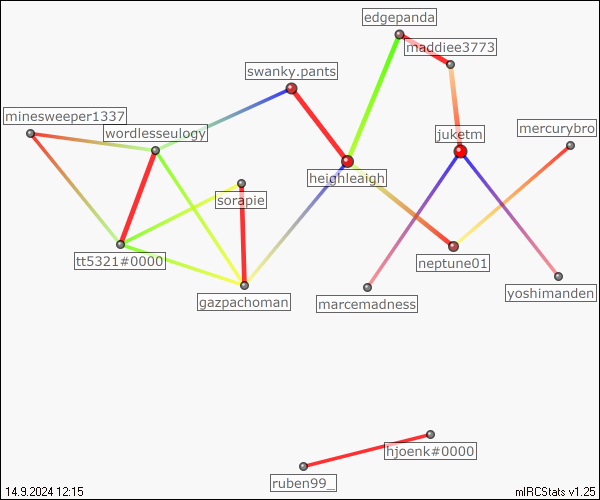 edgepanda
maddiee3773
swanky.pants
minesweeper1337
wordlesseulogy
juketm
mercurybro
heighleaigh
sorapie
tt5321#0000
neptune01
gazpachoman
marcemadness
yoshimanden
hjoenk#0000
ruben99_
14.9.2024 12:15
mIRCStats v1.25